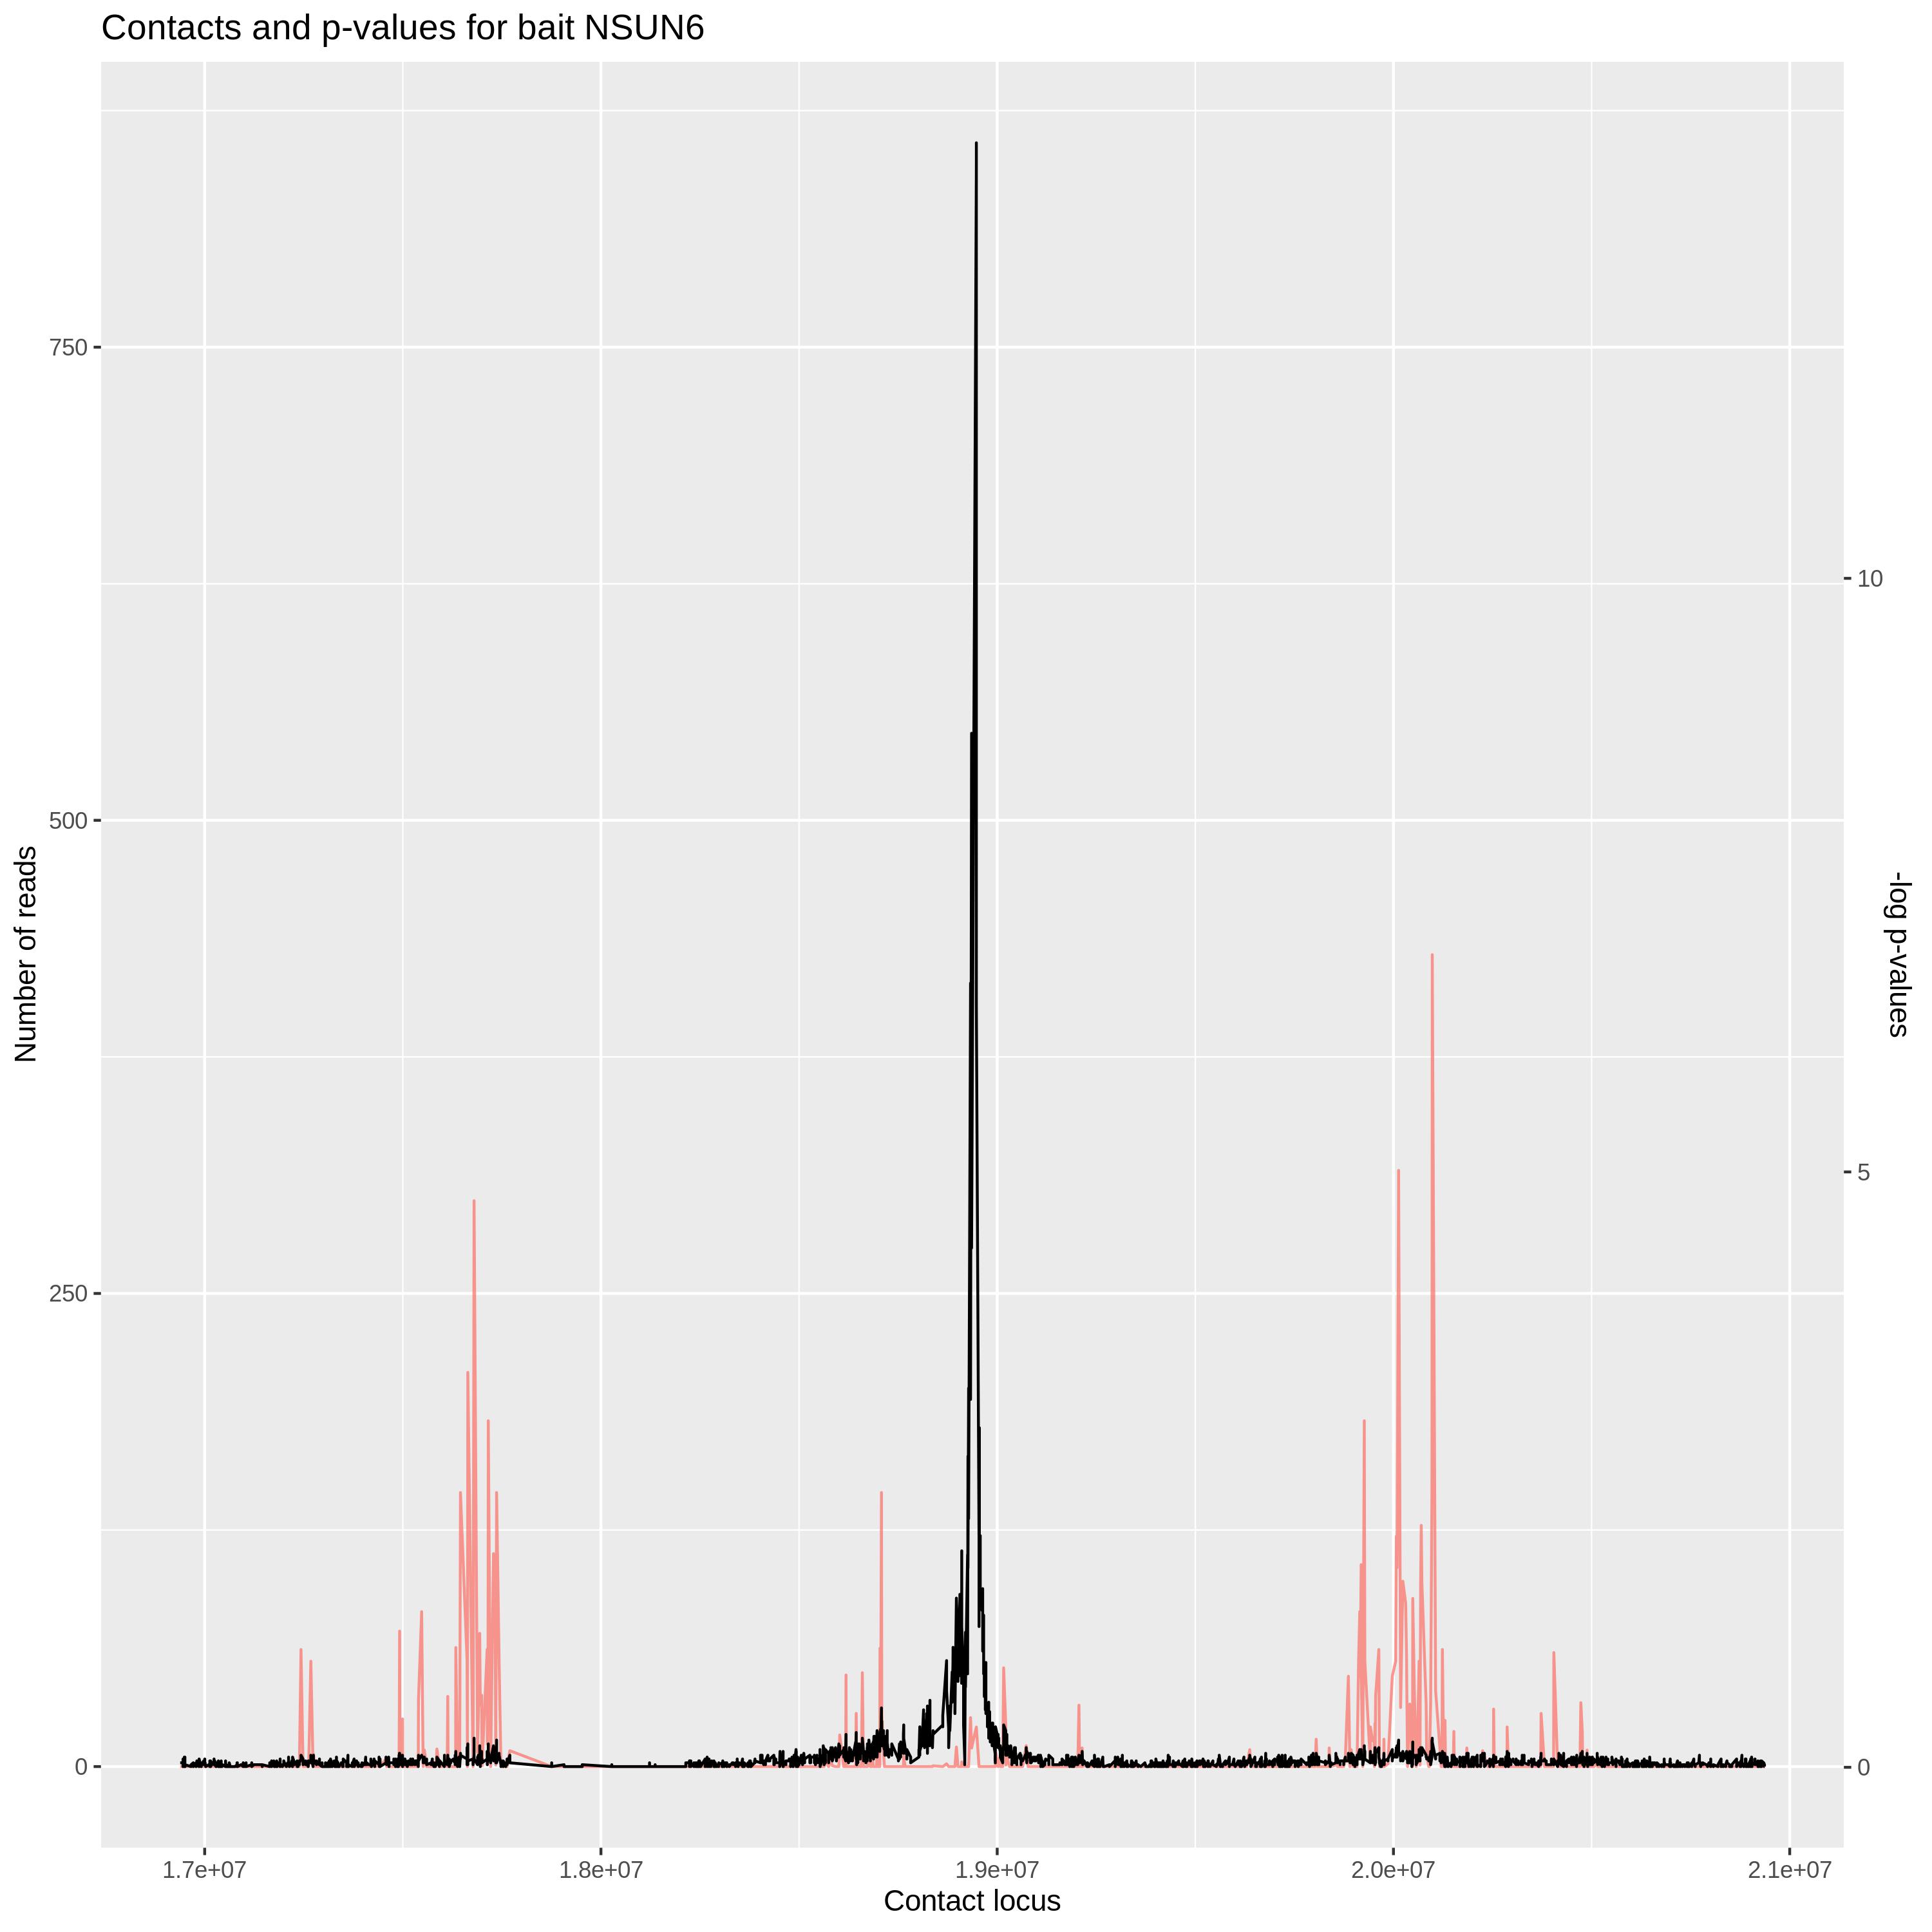 Contacts and p-values for bait NSUN6
750
500
250
0
Number of reads
10
5
0
-log p-values
1.7e+07
1.8e+07
1.9e+07
2.0e+07
2.1e+07
Contact locus